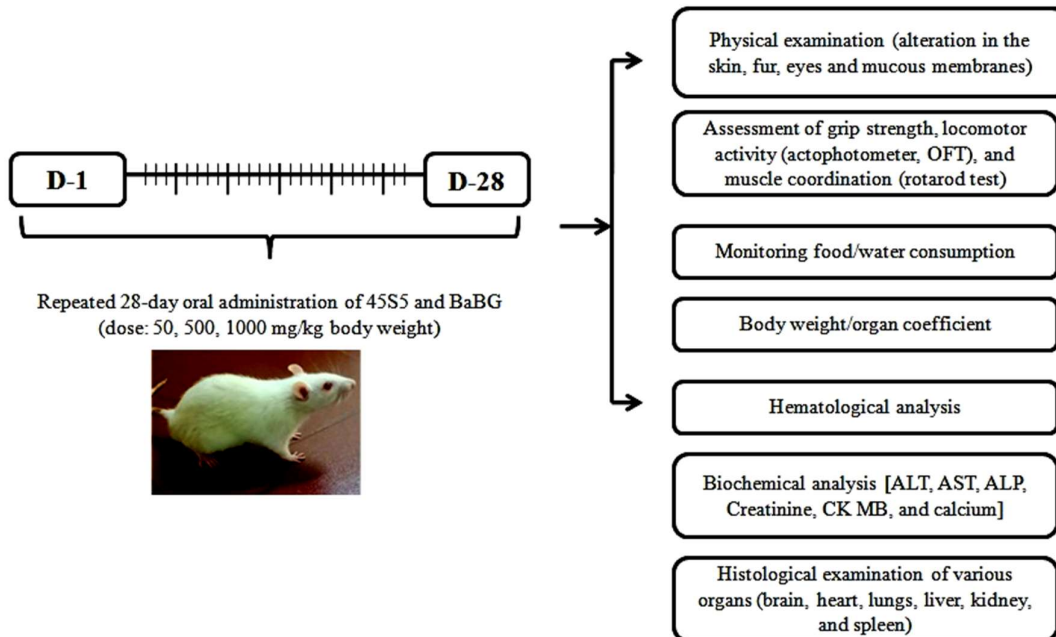 D-1
D-28
Repeated 28-day oral administration of 45S5 and BaBG
(dose: 50, 500, 1000 mg/kg body weight)
Physical examination (alteration in the
skin, fur, eyes and mucous membranes)
Assessment of grip strength, locomotor
activity (actophotometer, OFT), and
muscle coordination (rotarod test)
Monitoring food/water consumption
Body weight/organ coefficient
Hematological analysis
Biochemical analysis [ALT, AST, ALP,
Creatinine, CK MB, and calcium]
Histological examination of various
organs (brain, heart, lungs, liver, kidney,
and spleen)